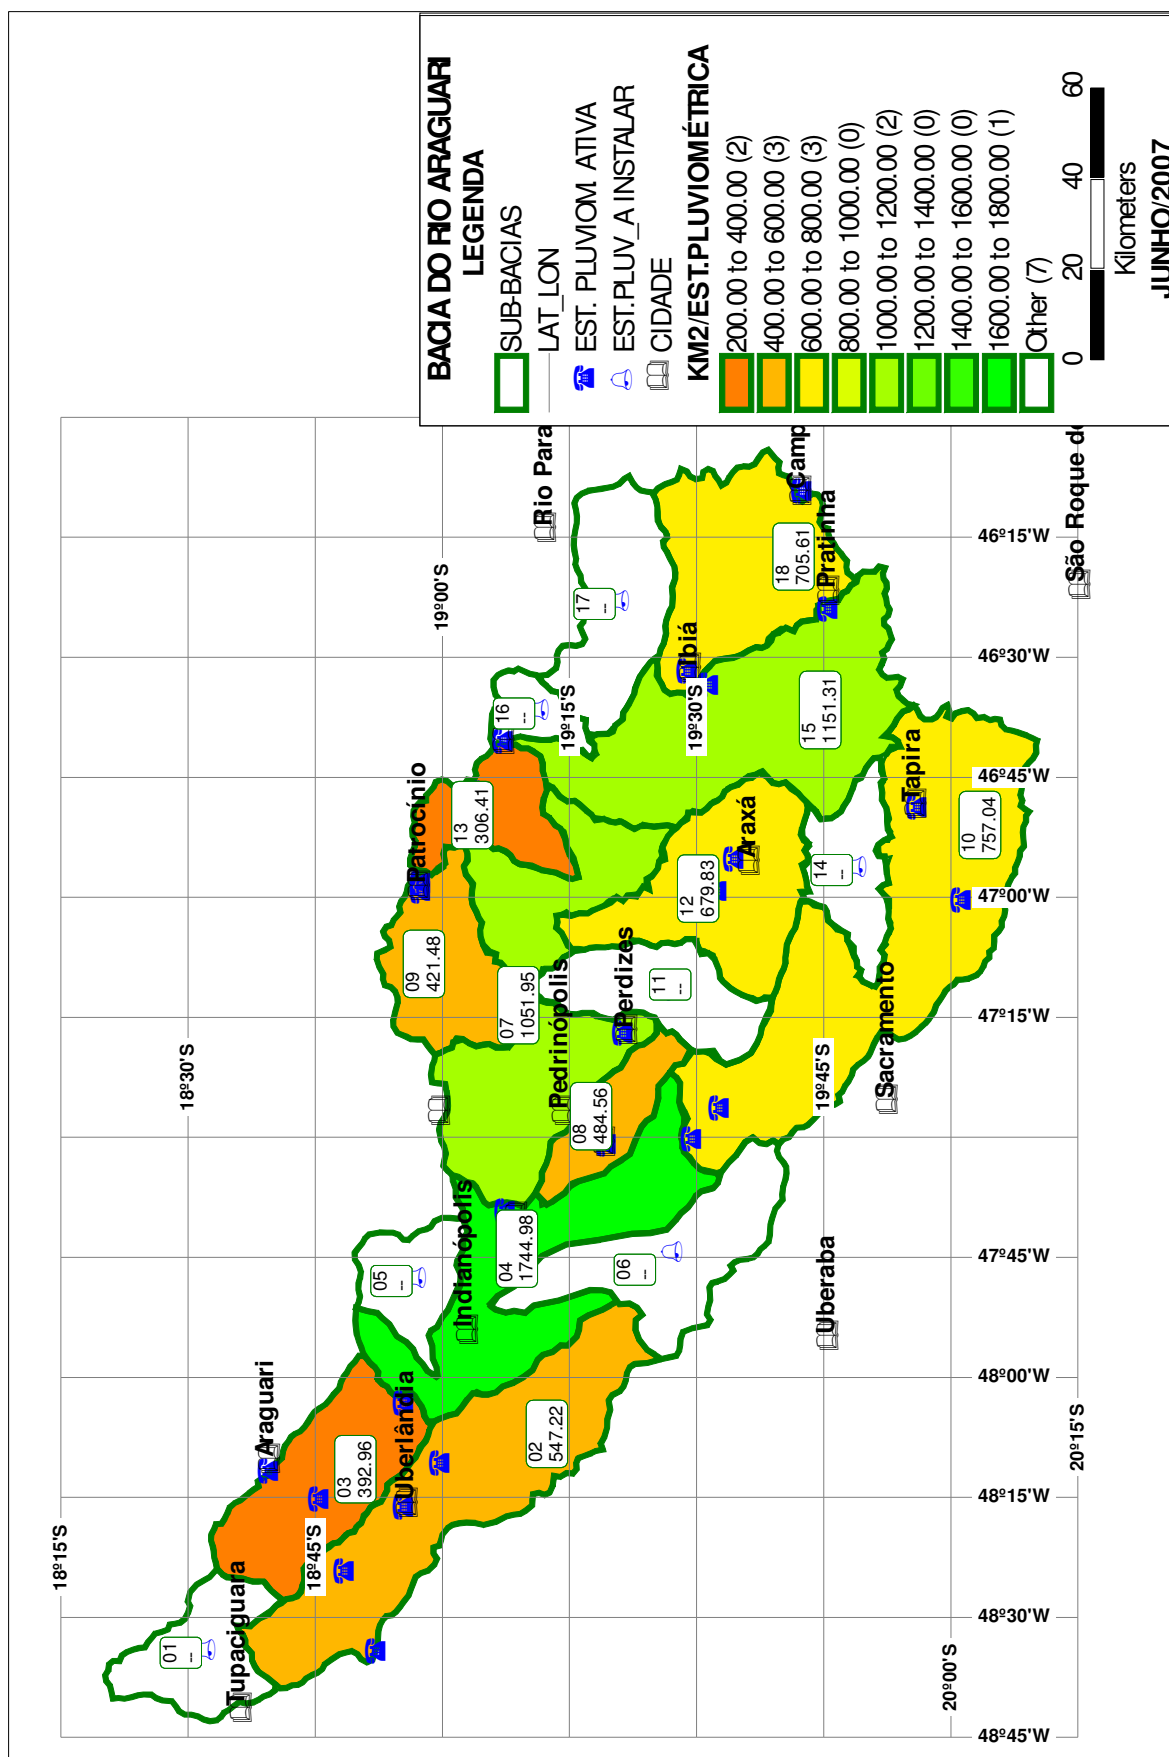 BACIA DO RIO ARAGUARI
LEGENDA
SUB-BACIAS
LAT_LON
EST. PLUVIOM. ATIVA
EST.PLUV_A INSTALAR
CIDADE
KM2/EST.PLUVIOMÉTRICA
200.00 to 400.00 (2)
400.00 to 600.00 (3)
600.00 to 800.00 (3)
800.00 to 1000.00 (0)
1000.00 to 1200.00 (2)
1200.00 to 1400.00 (0)
1400.00 to 1600.00 (0)
1600.00 to 1800.00 (1)
Other (7)
0 20 40 60
Kilometers
JUNHO/2007
18º15'S
18º30'S
18º45'S
19º00'S
19º15'S
19º30'S
19º45'S
20º00'S
20º15'S
48º45'W
48º30'W
48º15'W
48º00'W
47º45'W
47º15'W
47º00'W
46º45'W
46º30'W
46º15'W
Tupaciguara
Araguari
Uberlândia
Indianópolis
Uberaba
Pedrinópolis
Perdizes
Sacramento
Patrocínio
Araxá
Tapira
Ibiá
Pratinha
Camp
Rio Para
São Roque d
01
--
02
547.22
03
392.96
04
1744.98
05
--
06
--
07
1051.95
08
484.56
09
421.48
10
757.04
11
--
12
679.83
13
306.41
14
--
15
1151.31
16
--
17
--
18
705.61